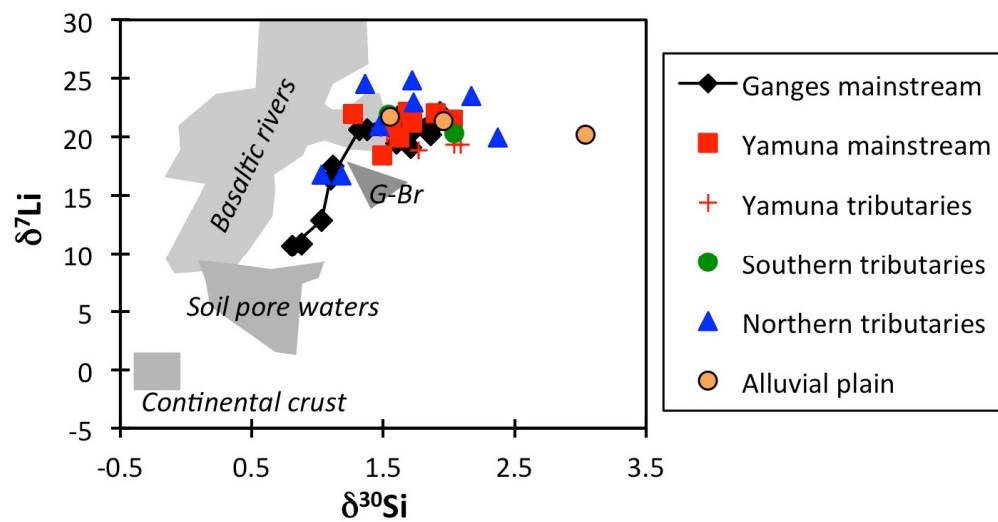 30
25
20
15
10
5
0
-5
δ⁷Li
Basaltic rivers
G-Br
Soil pore waters
Continental crust
-0.5 0.5 1.5 2.5 3.5
δ³⁰Si
Ganges mainstream
Yamuna mainstream
Yamuna tributaries
Southern tributaries
Northern tributaries
Alluvial plain